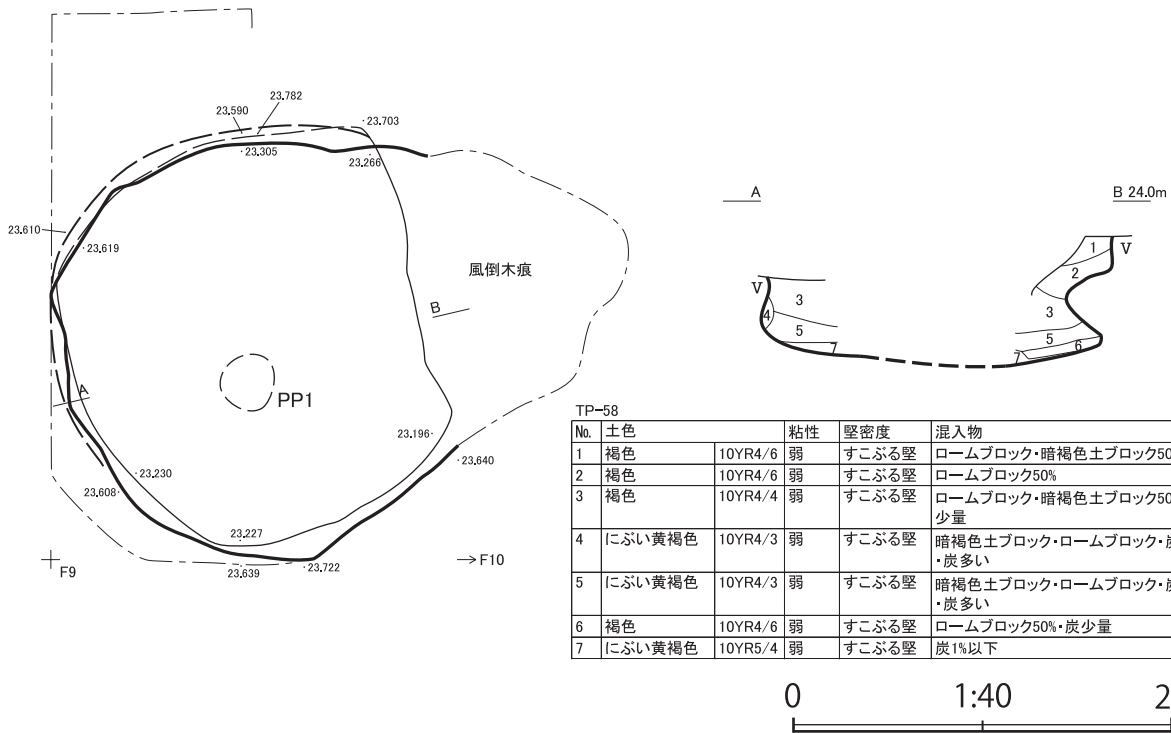 23.782
23.590
·23.703
·23.305
·23.266
23.610
·23.619
風倒木痕
B
A
PP1
23.196·
·23.640
·23.230
23.608·
·23.227
·23.639
·23.722
F9
→F10
A
B 24.0m
1
V
2
V
3
3
4
5
5
6
7
7
TP-58
No. 土色 粘性 堅密度 混入物
1 褐色 10YR4/6 弱 すこぶる堅 ロームブロック・暗褐色土ブロック50
2 褐色 10YR4/6 弱 すこぶる堅 ロームブロック50%
3 褐色 10YR4/4 弱 すこぶる堅 ロームブロック・暗褐色土ブロック50
少量
4 にぶい黄褐色 10YR4/3 弱 すこぶる堅 暗褐色土ブロック・ロームブロック・
・炭多い
5 にぶい黄褐色 10YR4/3 弱 すこぶる堅 暗褐色土ブロック・ロームブロック・
・炭多い
6 褐色 10YR4/6 弱 すこぶる堅 ロームブロック50%・炭少量
7 にぶい黄褐色 10YR5/4 弱 すこぶる堅 炭1%以下
0 1:40 2